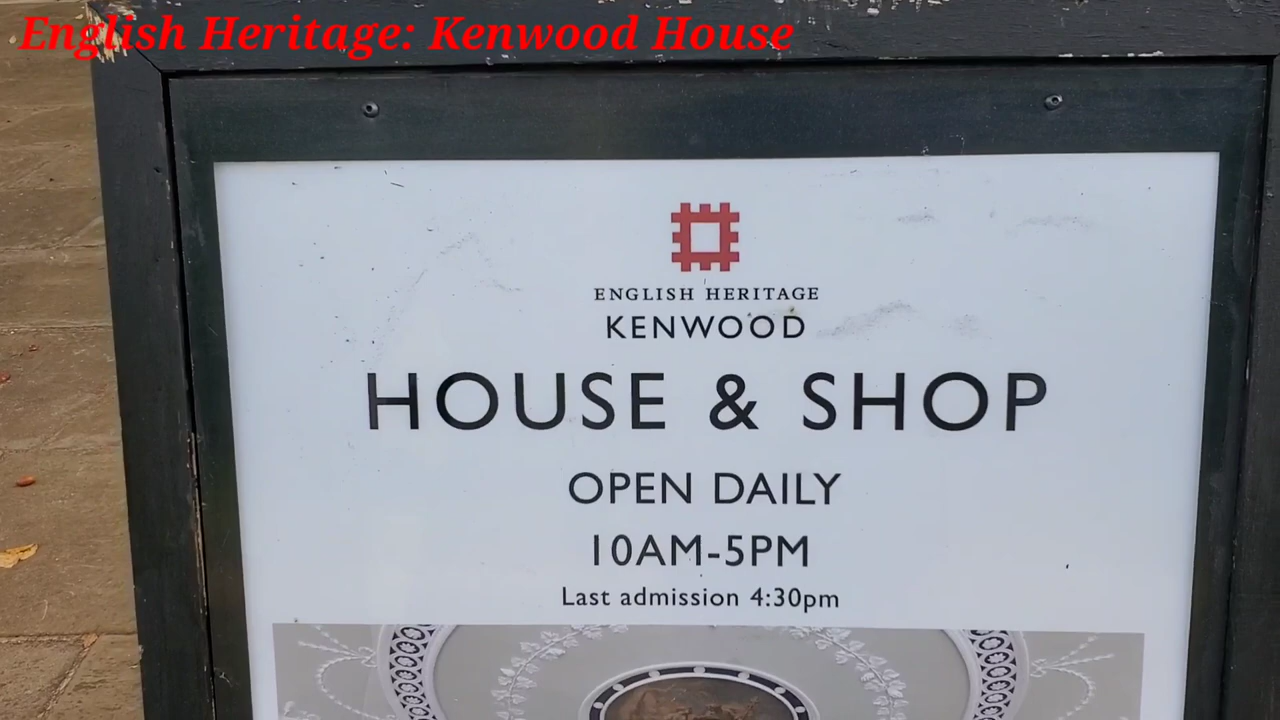 English Heritage: Kenwood House
ENGLISH HERITAGE
KENWOOD
HOUSE & SHOP
OPEN DAILY
10AM-5PM
Last admission 4:30pm